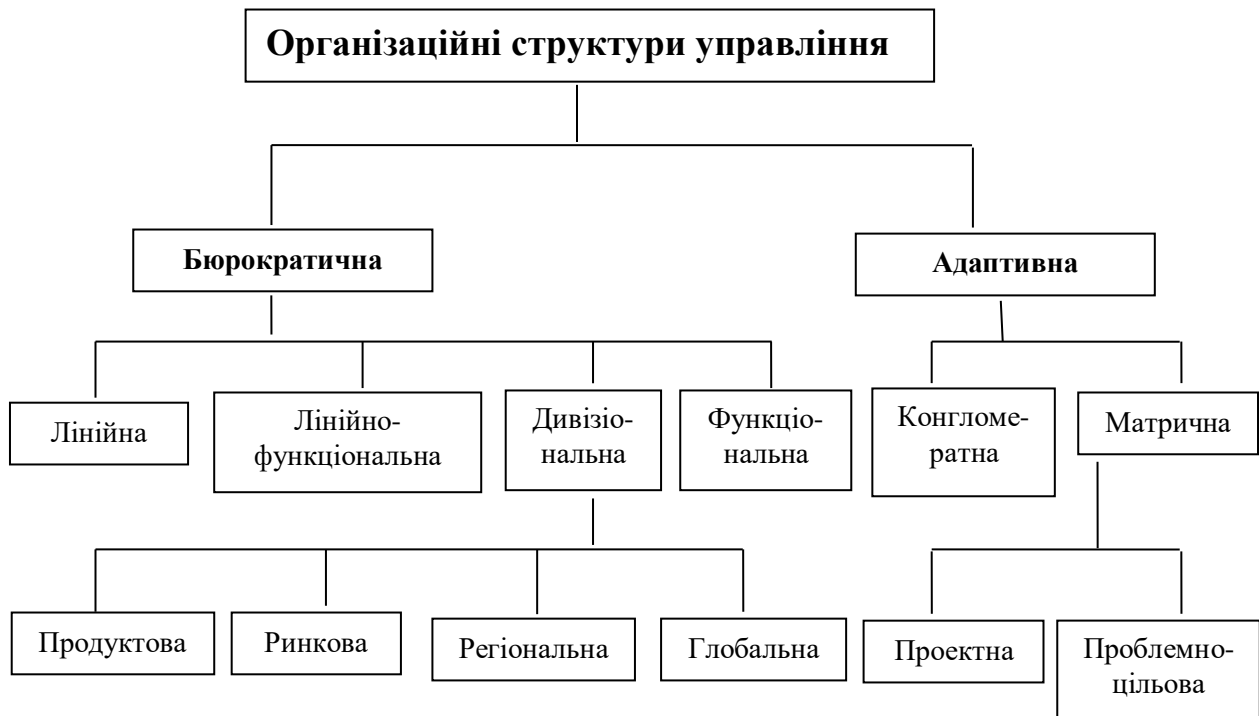 Організаційні структури управління
Бюрократична
Адаптивна
Лінійна
Лінійно-
функціональна
Дивізіо-
нальна
Функціо-
нальна
Конгломе-
ратна
Матрична
Продуктова
Ринкова
Регіональна
Глобальна
Проектна
Проблемно-
цільова